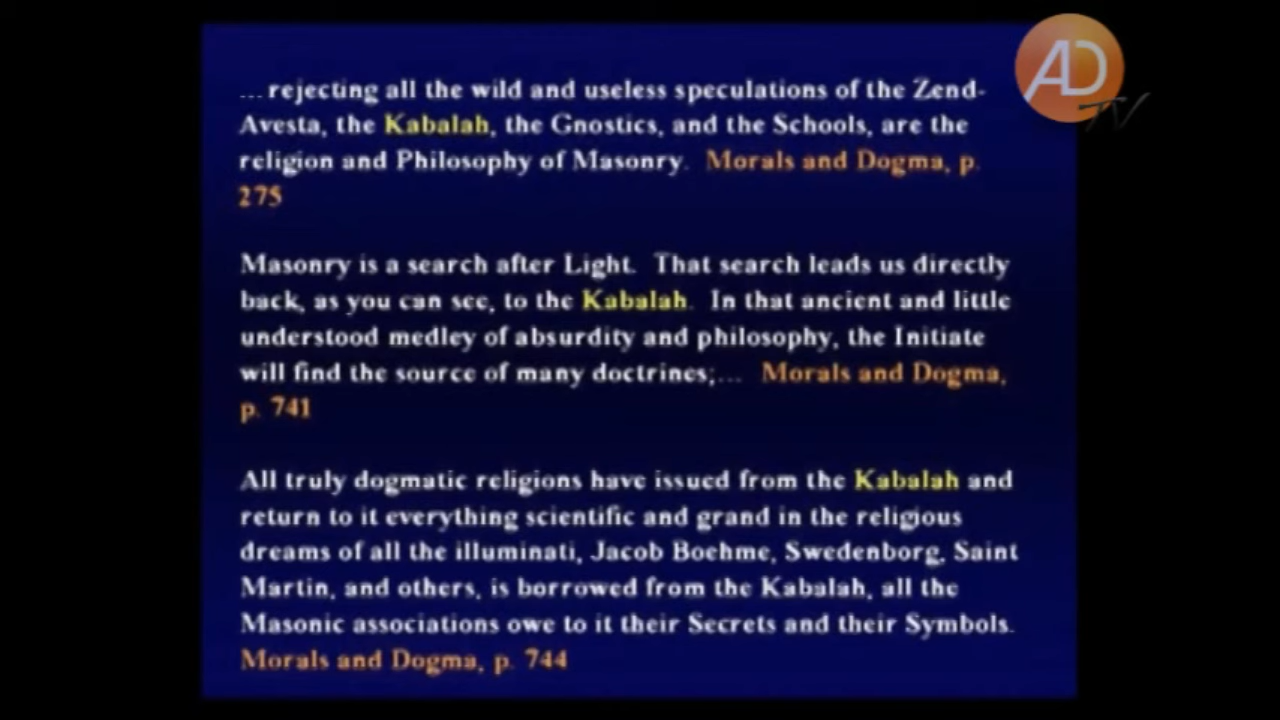 AD
TV
... rejecting all the wild and useless speculations of the Zend-
Avesta, the Kabalah, the Gnostics, and the Schools, are the
religion and Philosophy of Masonry. Morals and Dogma, p.
275
Masonry is a search after Light. That search leads us directly
back, as you can see, to the Kabalah. In that ancient and little
understood medley of absurdity and philosophy, the Initiate
will find the source of many doctrines;... Morals and Dogma,
p. 741
All truly dogmatic religions have issued from the Kabalah and
return to it everything scientific and grand in the religious
dreams of all the illuminati, Jacob Boehme, Swedenborg, Saint
Martin, and others, is borrowed from the Kabalah, all the
Masonic associations owe to it their Secrets and their Symbols.
Morals and Dogma, p. 744